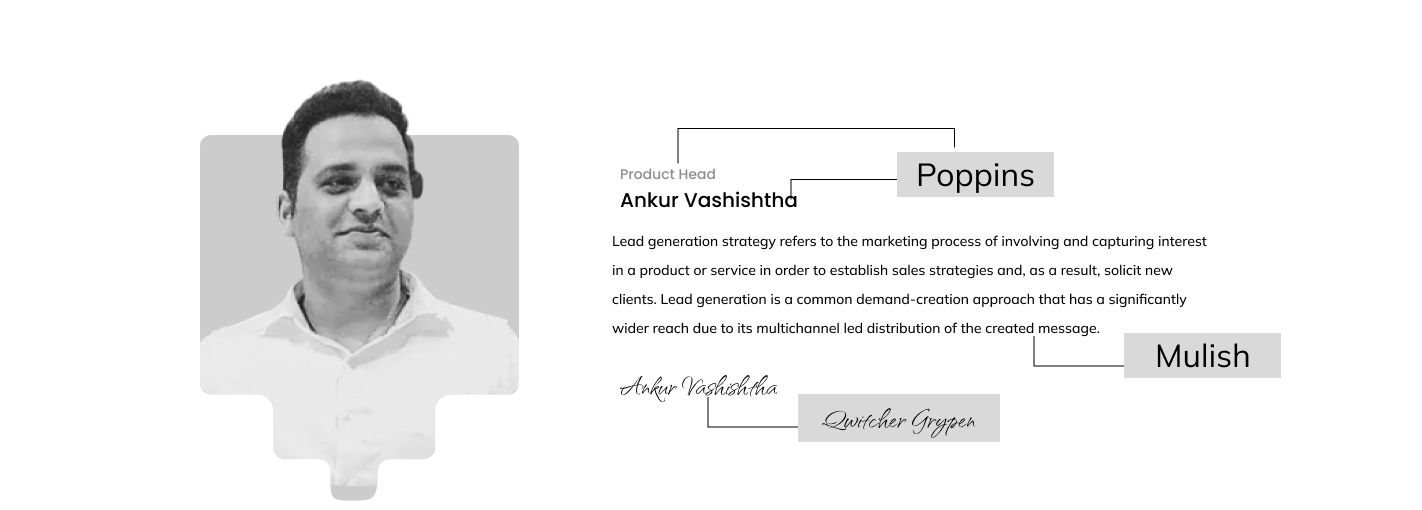 Product Head
Poppins
Ankur Vashishtha
Lead generation strategy refers to the marketing process of involving and capturing interest
in a product or service in order to establish sales strategies and, as a result, solicit new
clients. Lead generation is a common demand-creation approach that has a significantly
wider reach due to its multichannel led distribution of the created message.
Mulish
Ankur Vashishtha
Qwitcher Grypen